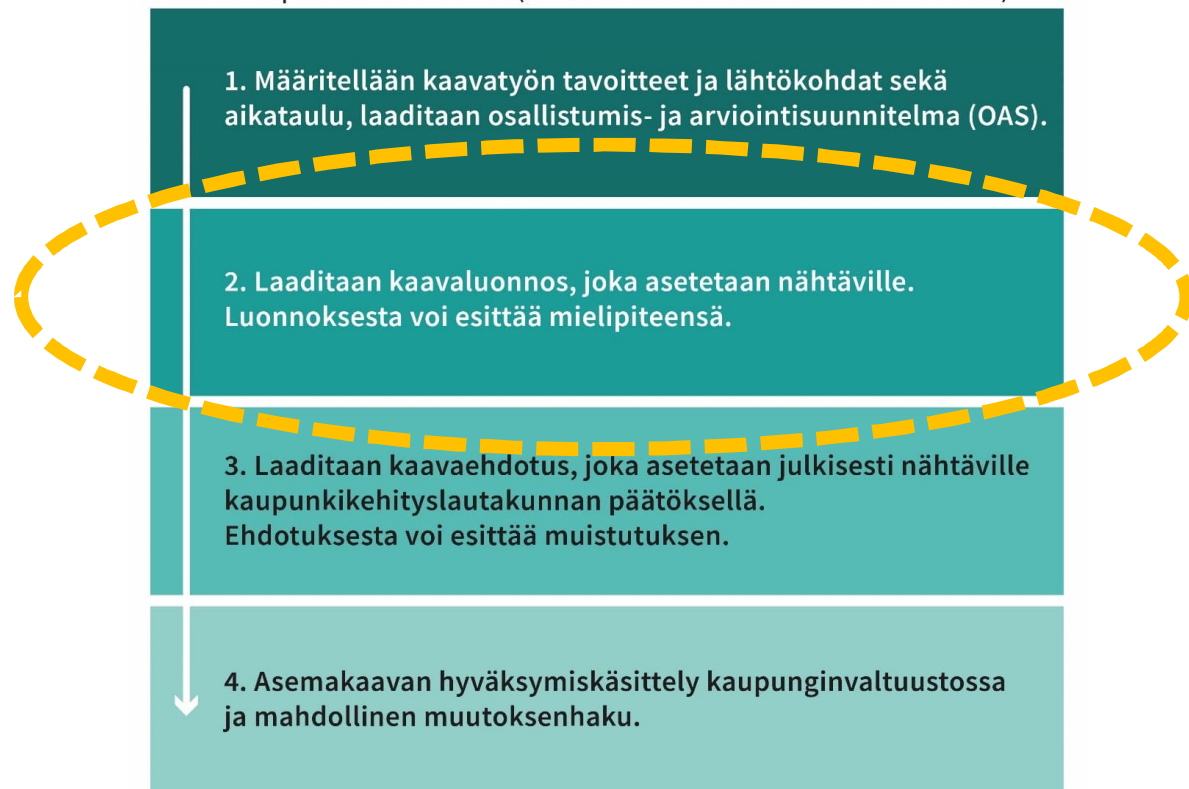 1. Määritellään kaavatyön tavoitteet ja lähtökohdat sekä
aikataulu, laaditaan osallistumis- ja arviointisuunnitelma (OAS).
2. Laaditaan kaavaluonnos, joka asetetaan nähtäville.
Luonnoksesta voi esittää mielipiteensä.
3. Laaditaan kaavaehdotus, joka asetetaan julkisesti nähtäville
kaupunkikehityslautakunnan päätöksellä.
Ehdotuksesta voi esittää muistutuksen.
4. Asemakaavan hyväksymiskäsittely kaupunginvaltuustossa
ja mahdollinen muutoksenhaku.